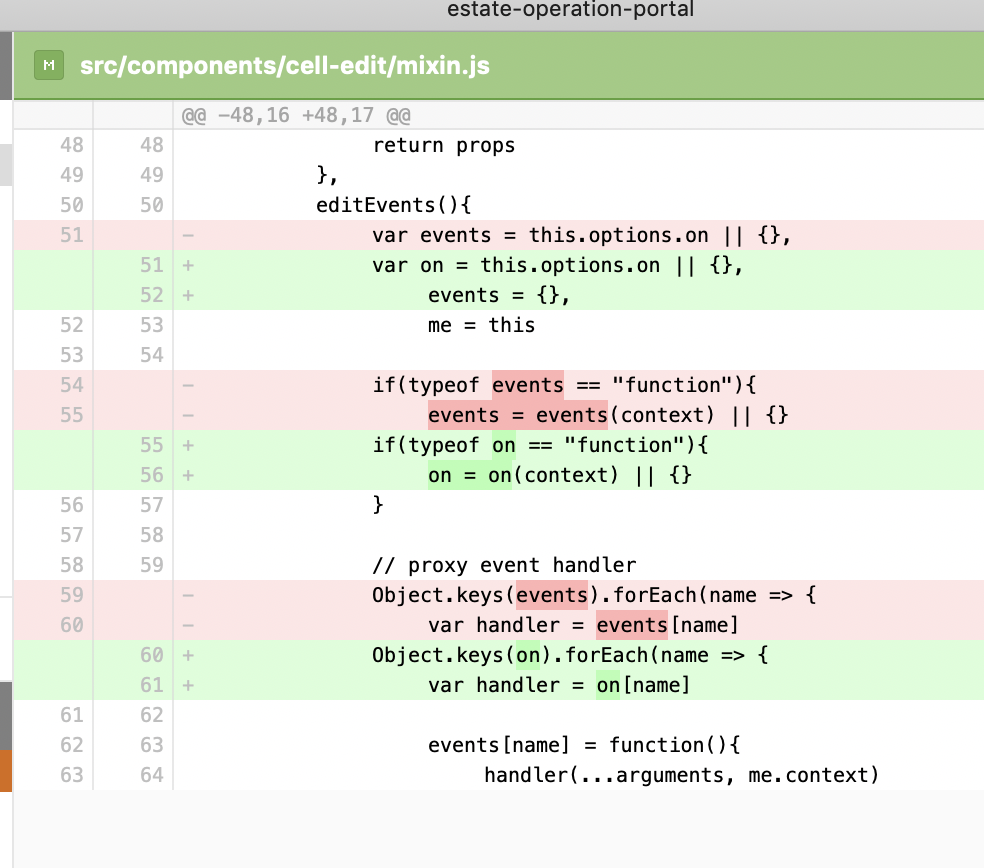 estate-operation-portal
M src/components/cell-edit/mixin.js
@@ -48,16 +48,17 @@
48 48 return props
49 49 },
50 50 editEvents(){
51 - var events = this.options.on || {},
51 + var on = this.options.on || {},
52 + events = {},
52 53 me = this
53 54
54 - if(typeof events == "function"){
55 - events = events(context) || {}
55 + if(typeof on == "function"){
56 + on = on(context) || {}
56 57 }
57 58
58 59 // proxy event handler
59 - Object.keys(events).forEach(name => {
60 - var handler = events[name]
60 + Object.keys(on).forEach(name => {
61 + var handler = on[name]
61 62
62 63 events[name] = function(){
63 64 handler(...arguments, me.context)